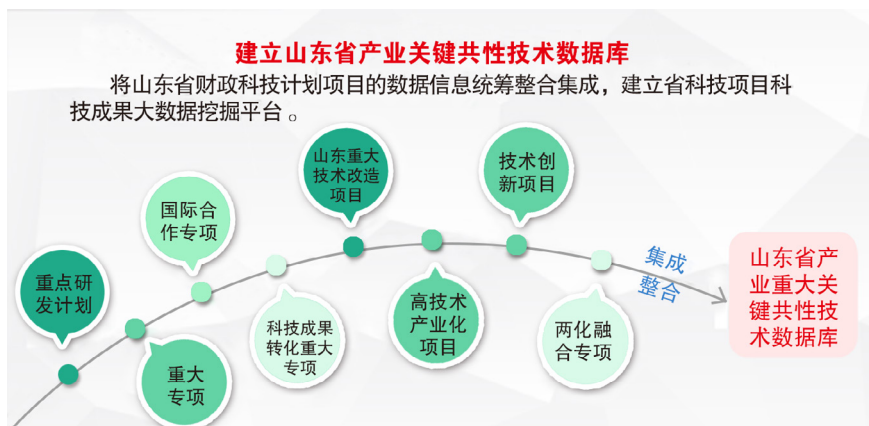 建立山东省产业关键共性技术数据库
将山东省财政科技计划项目的数据信息统筹整合集成，建立省科技项目科
技成果大数据挖掘平台。
重点研
发计划
重大
专项
国际合
作专项
科技成果
转化重大
专项
山东重大
技术改造
项目
高技术
产业化
项目
技术创
新项目
两化融
合专项
集成
整合
山东省产
业重大关
键共性技
术数据库